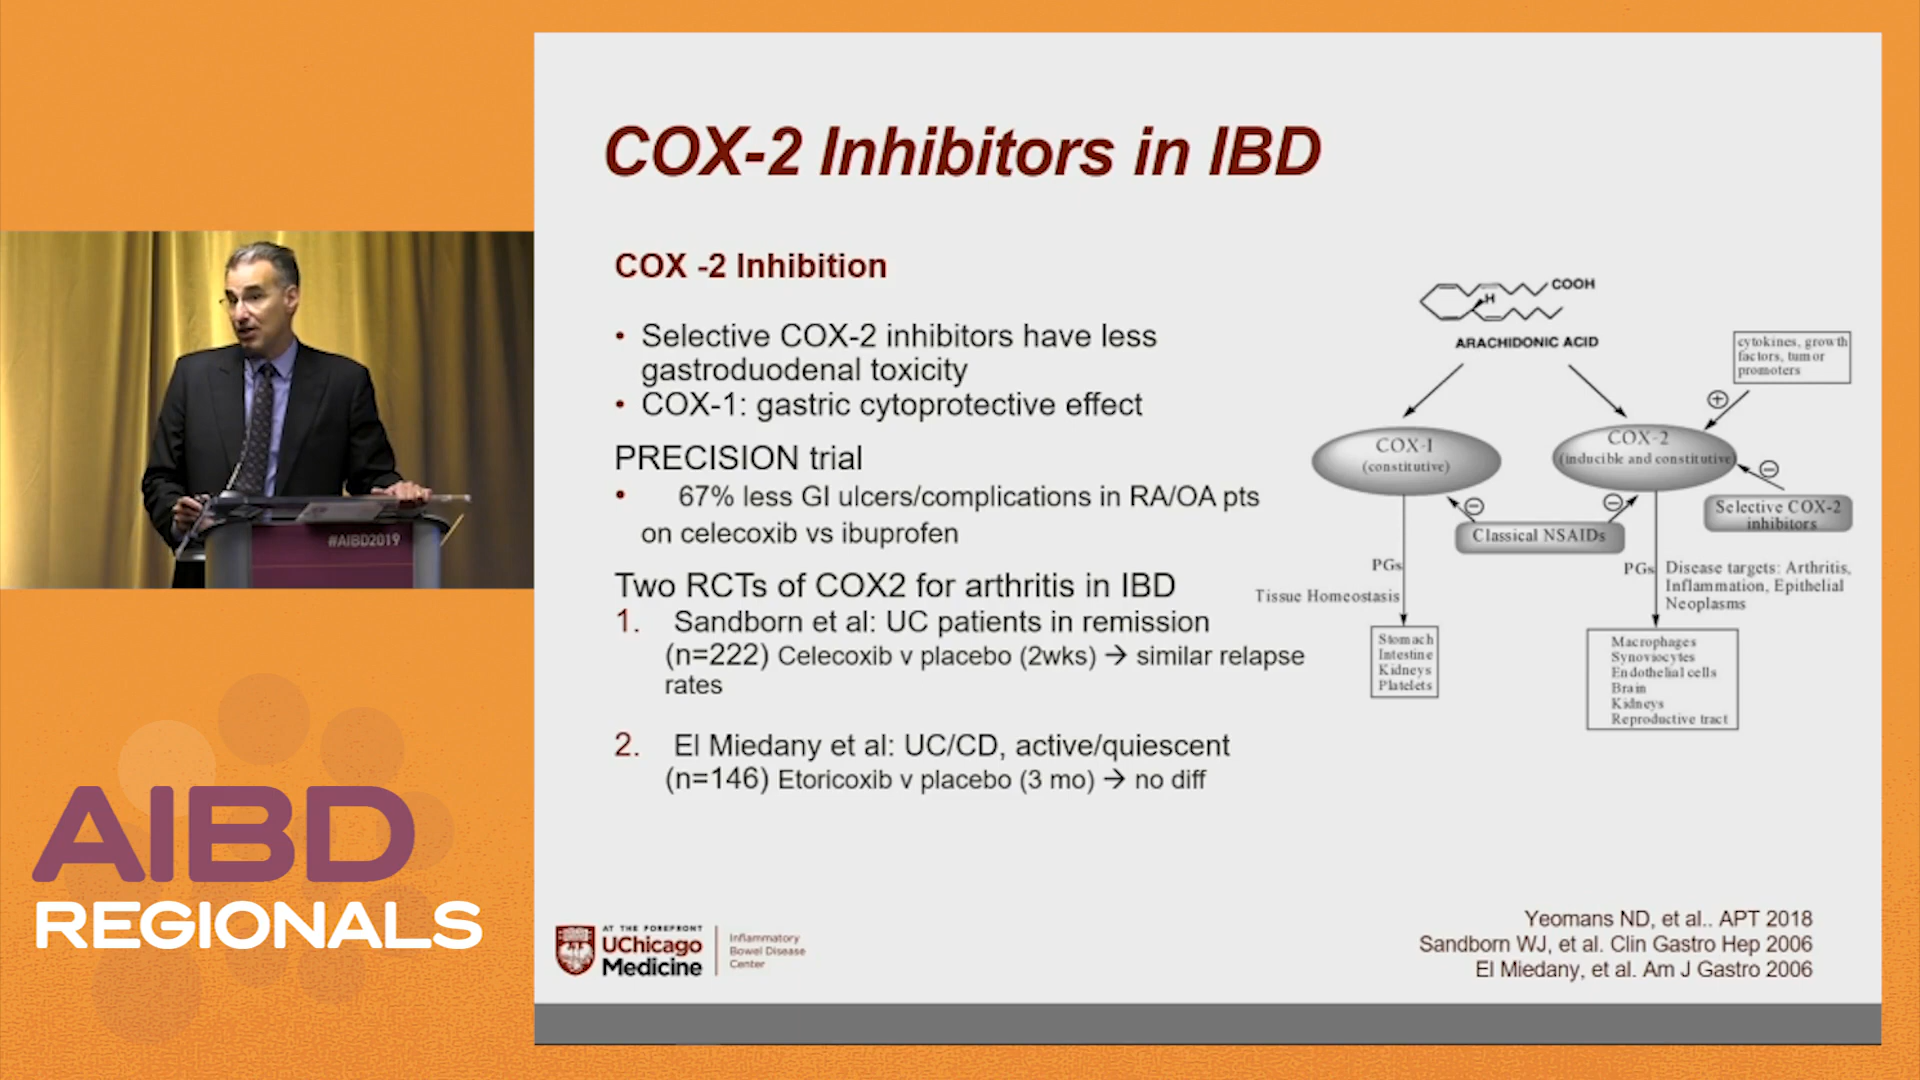 COX-2 Inhibitors in IBD
COX -2 Inhibition
• Selective COX-2 inhibitors have less
gastroduodenal toxicity
• COX-1: gastric cytoprotective effect
PRECISION trial
• 67% less GI ulcers/complications in RA/OA pts
on celecoxib vs ibuprofen
Two RCTs of COX2 for arthritis in IBD
1. Sandborn et al: UC patients in remission
(n=222) Celecoxib v placebo (2wks) → similar relapse
rates
2. El Miedany et al: UC/CD, active/quiescent
(n=146) Etoricoxib v placebo (3 mo) → no diff
COOH
H
ARACHIDONIC ACID
cytokines, growth
factors, tumor
promoters
+
COX-1
(constitutive)
COX-2
(inducible and constitutive)
−
−
−
Selective COX-2
inhibitors
Classical NSAIDs
PGs
Tissue Homeostasis
PGs
Disease targets: Arthritis,
Inflammation, Epithelial
Neoplasms
Stomach
Intestine
Kidneys
Platelets
Macrophages
Synoviocytes
Endothelial cells
Brain
Kidneys
Reproductive tract
Yeomans ND, et al.. APT 2018
Sandborn WJ, et al. Clin Gastro Hep 2006
El Miedany, et al. Am J Gastro 2006
AT THE FOREFRONT
UChicago
Medicine
Inflammatory
Bowel Disease
Center
#AIBD2019
AIBD
REGIONALS